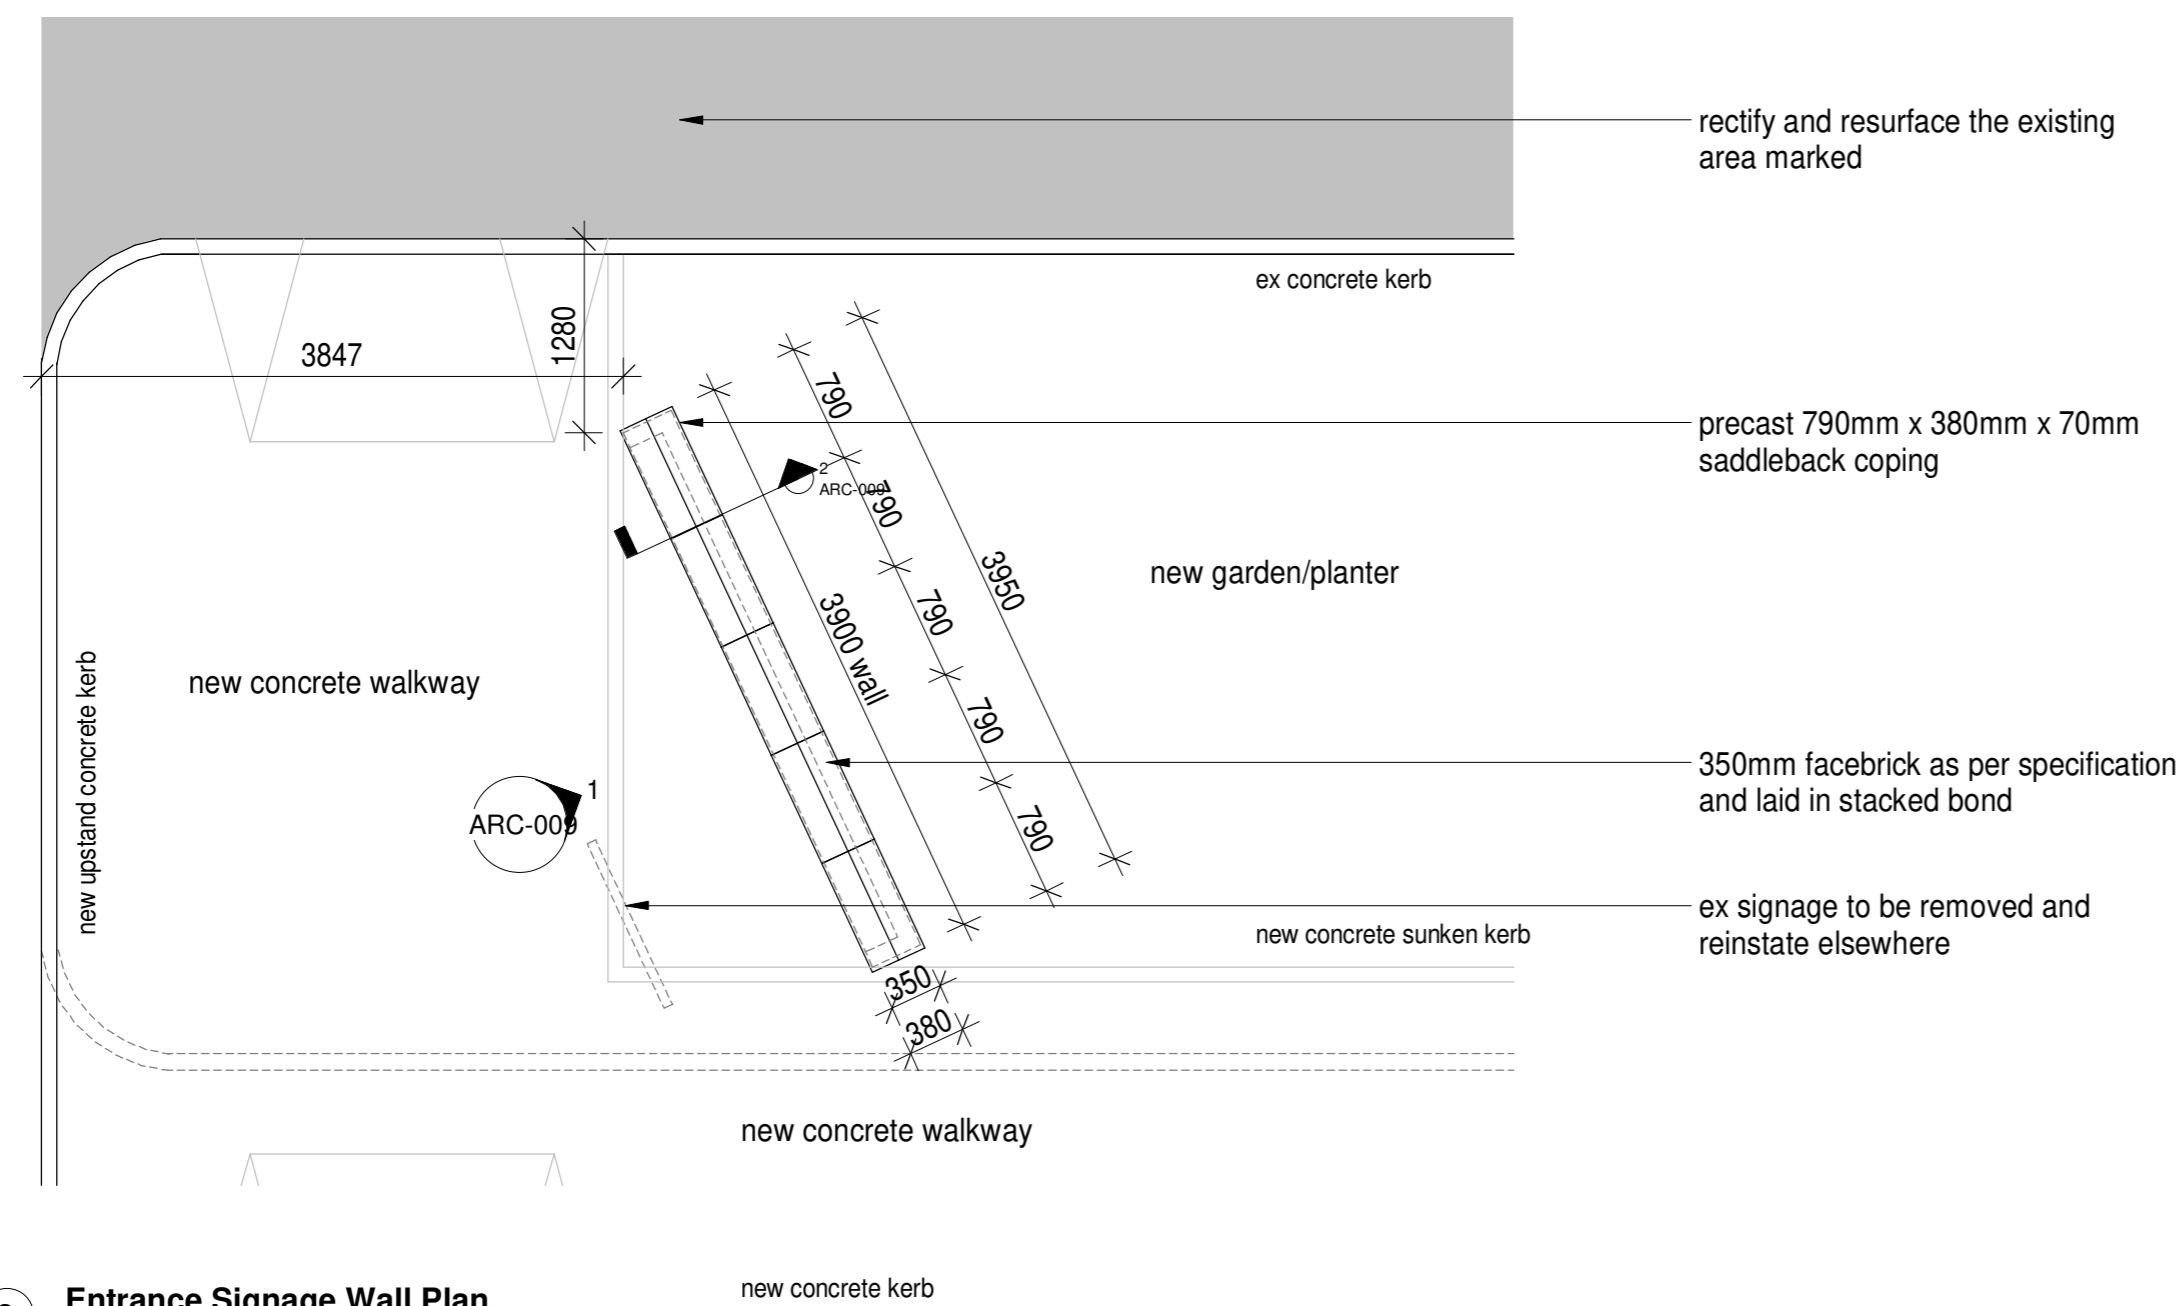 rectify and resurface the existing
area marked
ex concrete kerb
1280
3847
790
precast 790mm x 380mm x 70mm
saddleback coping
2
ARC-009
790
3950
new garden/planter
790
3900 wall
new concrete walkway
new upstand concrete kerb
790
350mm facebrick as per specification
and laid in stacked bond
1
ARC-009
790
ex signage to be removed and
reinstate elsewhere
new concrete sunken kerb
350
380
new concrete walkway
new concrete kerb
Entrance Signage Wall Plan